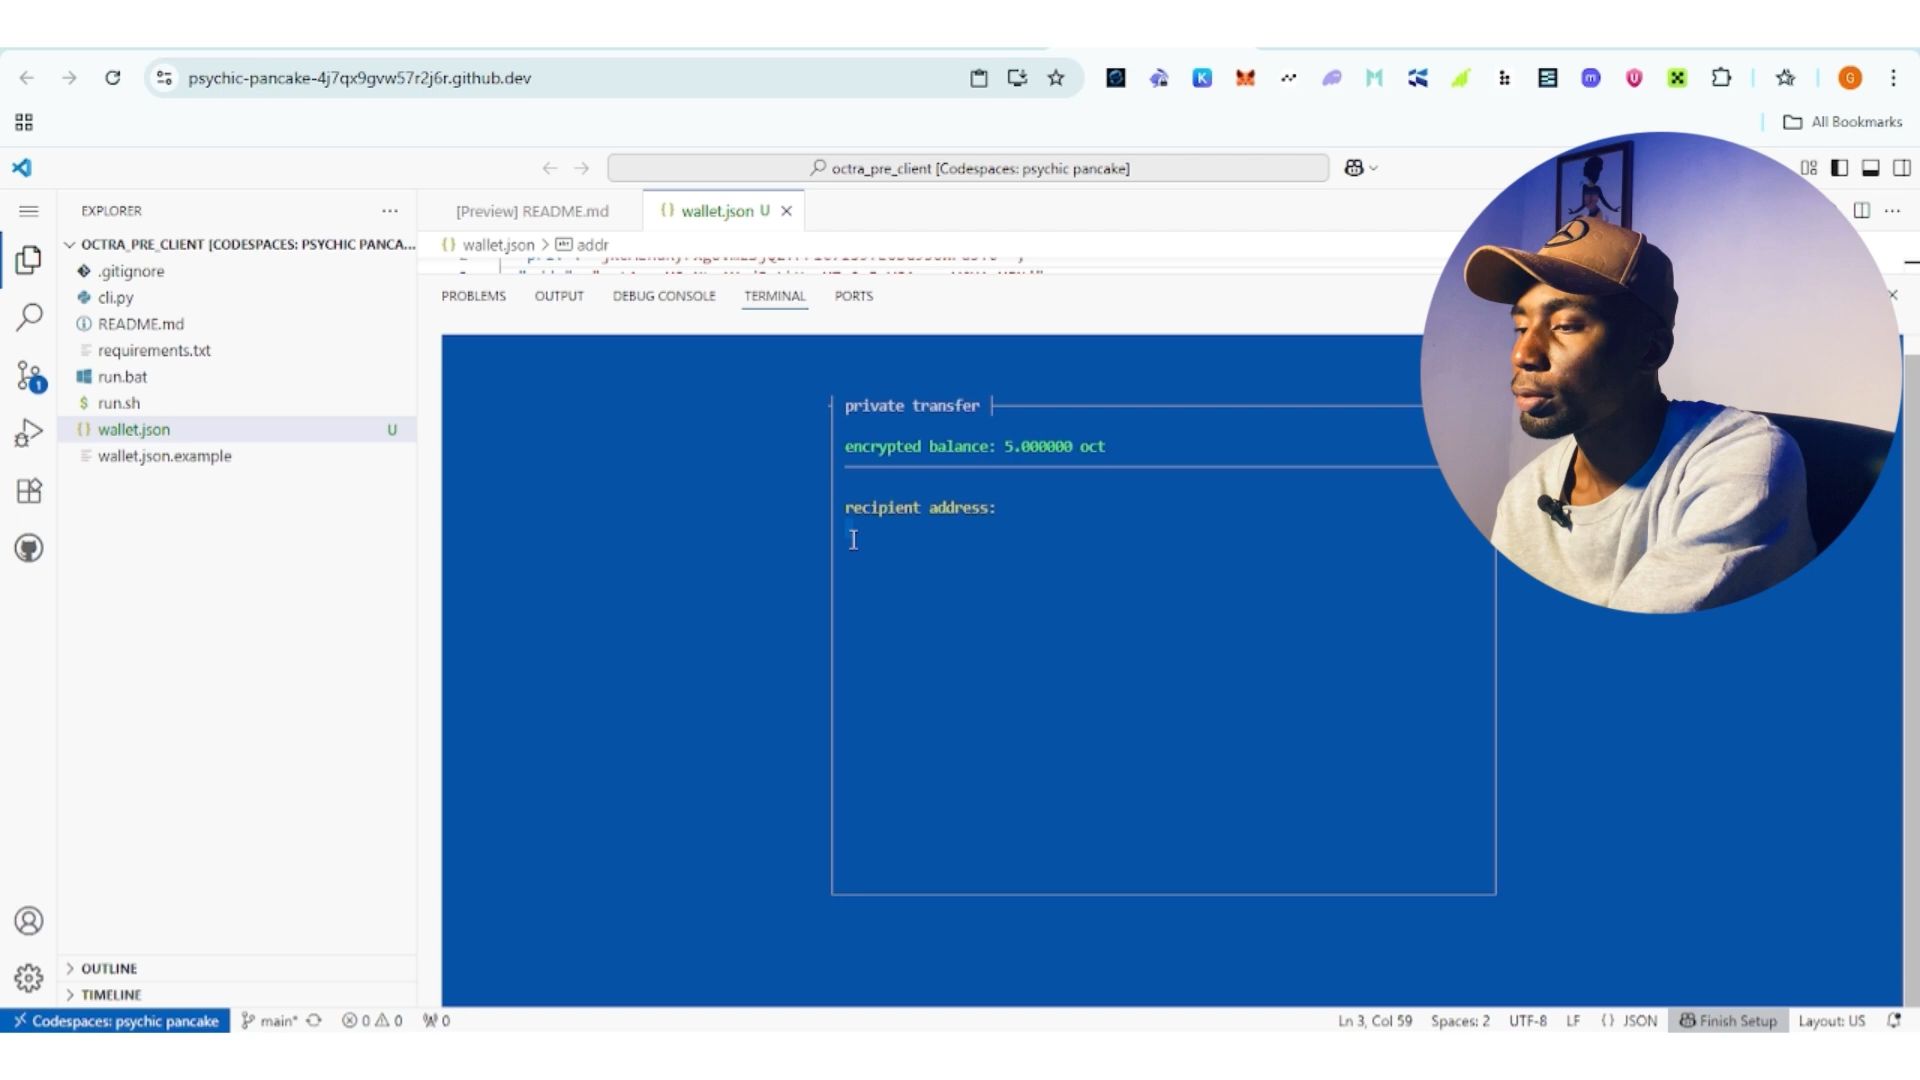 psychic-pancake-4j7qx9gvw57r2j6r.github.dev
G
All Bookmarks
octra_pre_client [Codespaces: psychic pancake]
EXPLORER
[Preview] README.md
{} wallet.json U
OCTRA_PRE_CLIENT [CODESPACES: PSYCHIC PANCA...
{} wallet.json > addr
.gitignore
cli.py
README.md
requirements.txt
run.bat
$ run.sh
{} wallet.json U
wallet.json.example
1
PROBLEMS OUTPUT DEBUG CONSOLE TERMINAL PORTS
private transfer
encrypted balance: 5.000000 oct
recipient address:
OUTLINE
TIMELINE
Codespaces: psychic pancake main* 0 0 0
Ln 3, Col 59 Spaces: 2 UTF-8 LF {} JSON Finish Setup Layout: US